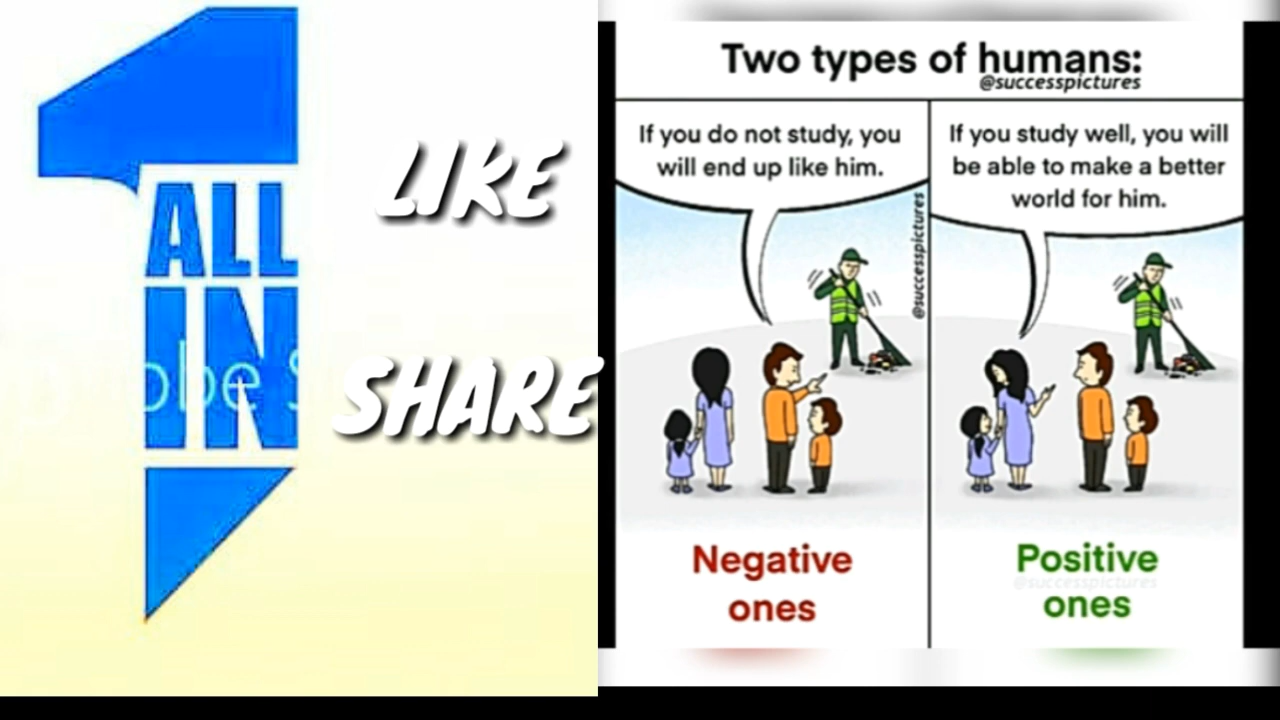 ALL
IN
LIKE
SHARE
Two types of humans:
@successpictures
If you do not study, you
will end up like him.
@successpictures
Negative
ones
If you study well, you will
be able to make a better
world for him.
Positive
@successpictures
ones